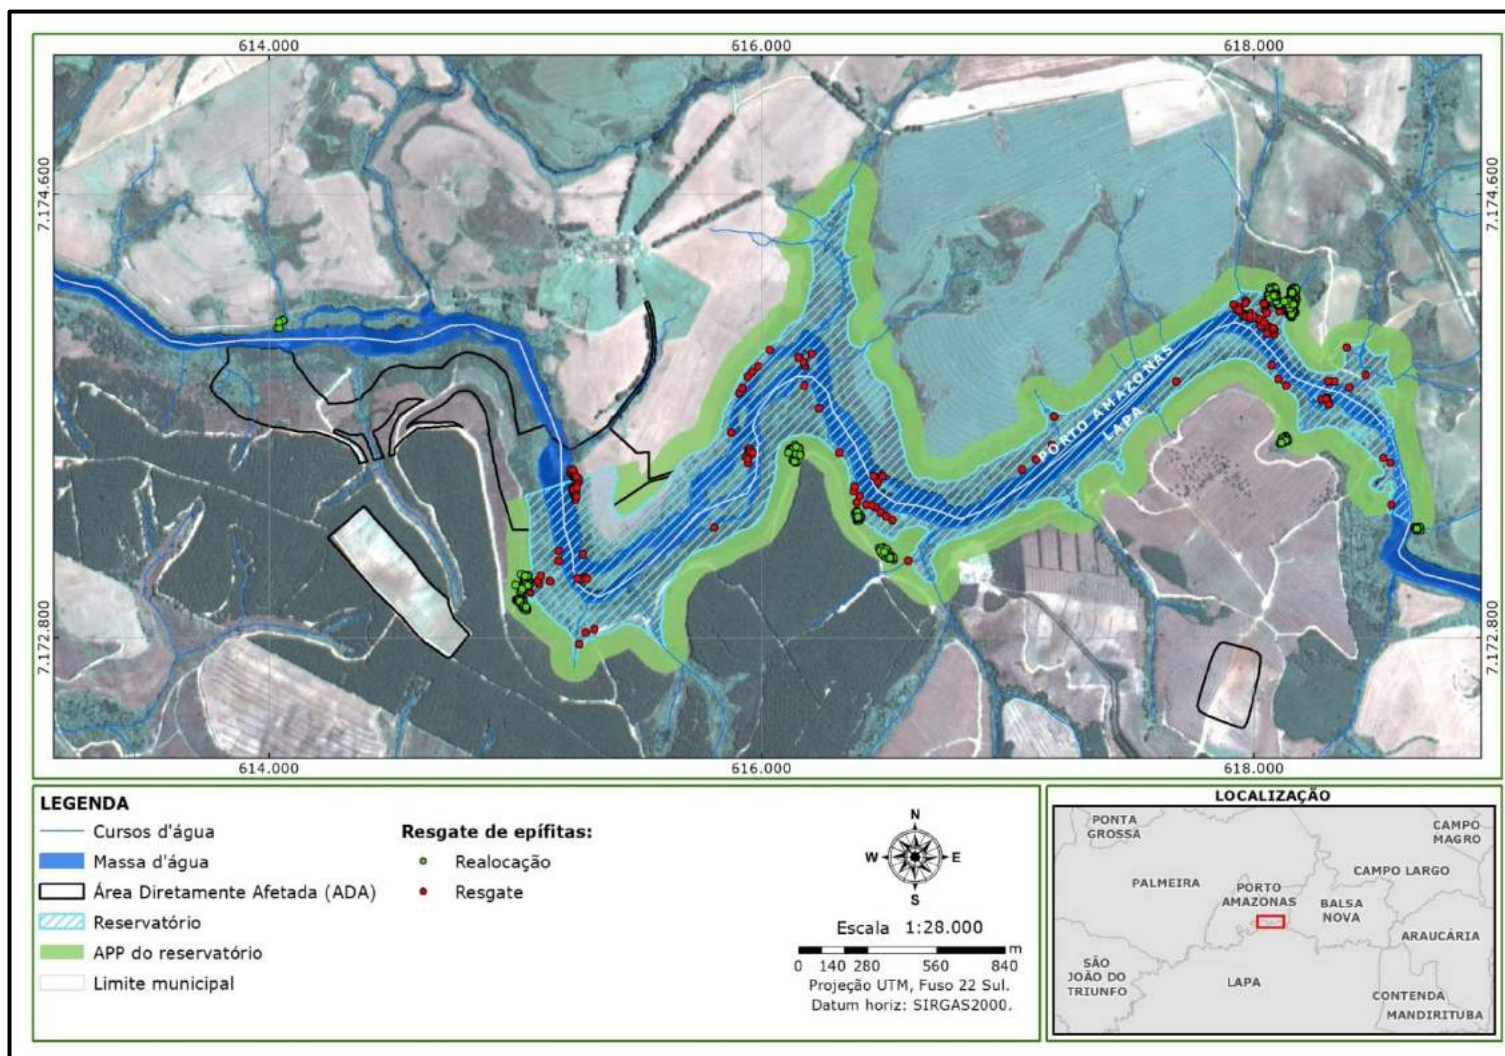 614.000
616.000
618.000
7.174.600
7.174.600
PORTO AMAZONAS
LAPA
7.172.800
7.172.800
614.000
616.000
618.000
LEGENDA
Cursos d'água
Massa d'água
Área Diretamente Afetada (ADA)
Reservatório
APP do reservatório
Limite municipal
Resgate de epífitas:
Realocação
Resgate
N
W
E
S
Escala 1:28.000
m
0 140 280 560 840
Projeção UTM, Fuso 22 Sul.
Datum horiz: SIRGAS2000.
LOCALIZAÇÃO
PONTA
GROSSA
CAMPO
MAGRO
CAMPO LARGO
PALMEIRA
PORTO
AMAZONAS
BALSA
NOVA
ARAUCÁRIA
SÃO
JOÃO DO
TRIUNFO
LAPA
CONTENDA
MANDIRITUBA